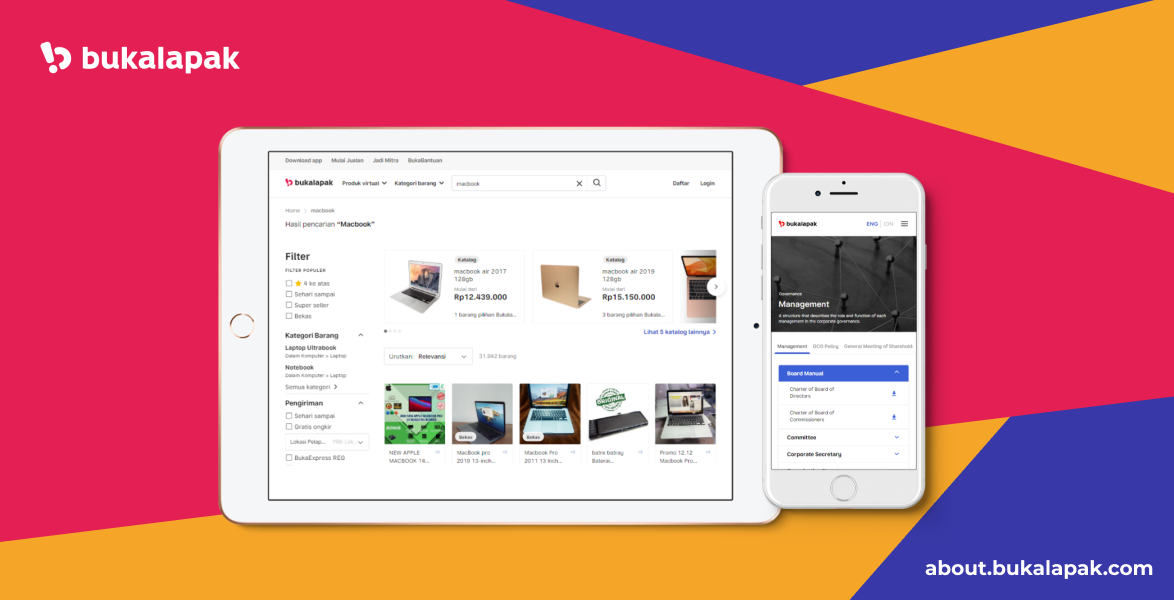 bukalapak
Download app Mulai Jualan Jadi Mitra BukaBantuan
bukalapak Produk virtual Kategori barang macbook Daftar Login
Home > macbook
Hasil pencarian "Macbook"
Filter
FILTER POPULER
4 ke atas
Sehari sampai
Super seller
Bekas
Kategori Barang
Laptop Ultrabook
Dalam Komputer > Laptop
Notebook
Dalam Komputer > Laptop
Semua kategori >
Pengiriman
Sehari sampai
Gratis ongkir
Lokasi Pelap...
BukaExpress REG
Katalog
macbook air 2017
128gb
Mulai dari
Rp12.439.000
1 barang pilihan Bukala...
Katalog
macbook air 2019
128gb
Mulai dari
Rp15.150.000
3 barang pilihan Bukala...
Lihat 5 katalog lainnya >
Urutkan: Relevansi
31.942 barang
ORIGINAL
Bekas
Bekas
NEW APPLE
MACBOOK 14...
MacBook pro
2019 13-inch...
Macbook Pro
2011 13 inch...
batre batray
Baterai...
Promo 12.12
Macbook Pro...
bukalapak ENG | IDN
Governance
Management
A structure that describe the role and function of each
management in the corporate governance.
Management GCG Policy General Meeting of Sharehold
Board Manual
Charter of Board of
Directors
Charter of Board of
Commissioners
Committee
Corporate Secretary
about.bukalapak.com